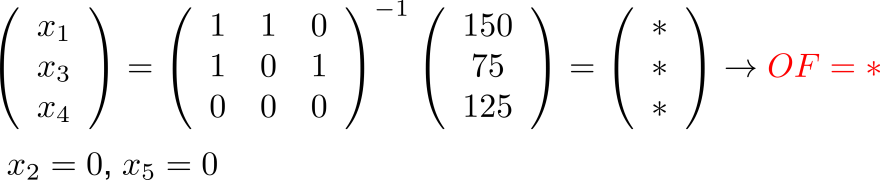 ( x₁ x₃ x₄ ) = ( 1 1 0 1 0 1 0 0 0 )⁻¹ ( 150 75 125 ) = ( * * * ) → OF = *
x₂ = 0, x₅ = 0